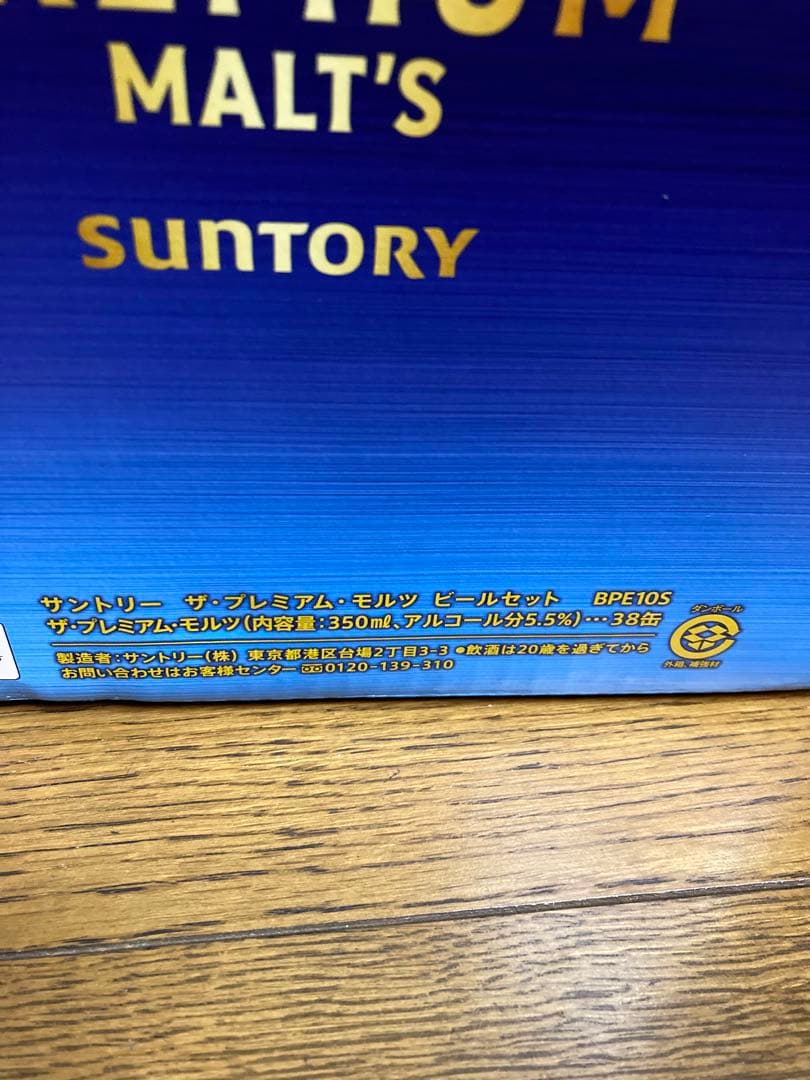 MALT'S
SUNTORY
サントリー ザ・プレミアム・モルツ ビールセット BPE10S
ザ・プレミアム・モルツ(内容量:350㎖、アルコール分5.5%)…38缶
製造者:サントリー(株) 東京都港区台場2丁目3-3 ●飲酒は20歳を過ぎてから
お問い合わせはお客様センター 0120-139-310
ダンボール
外箱、補強材